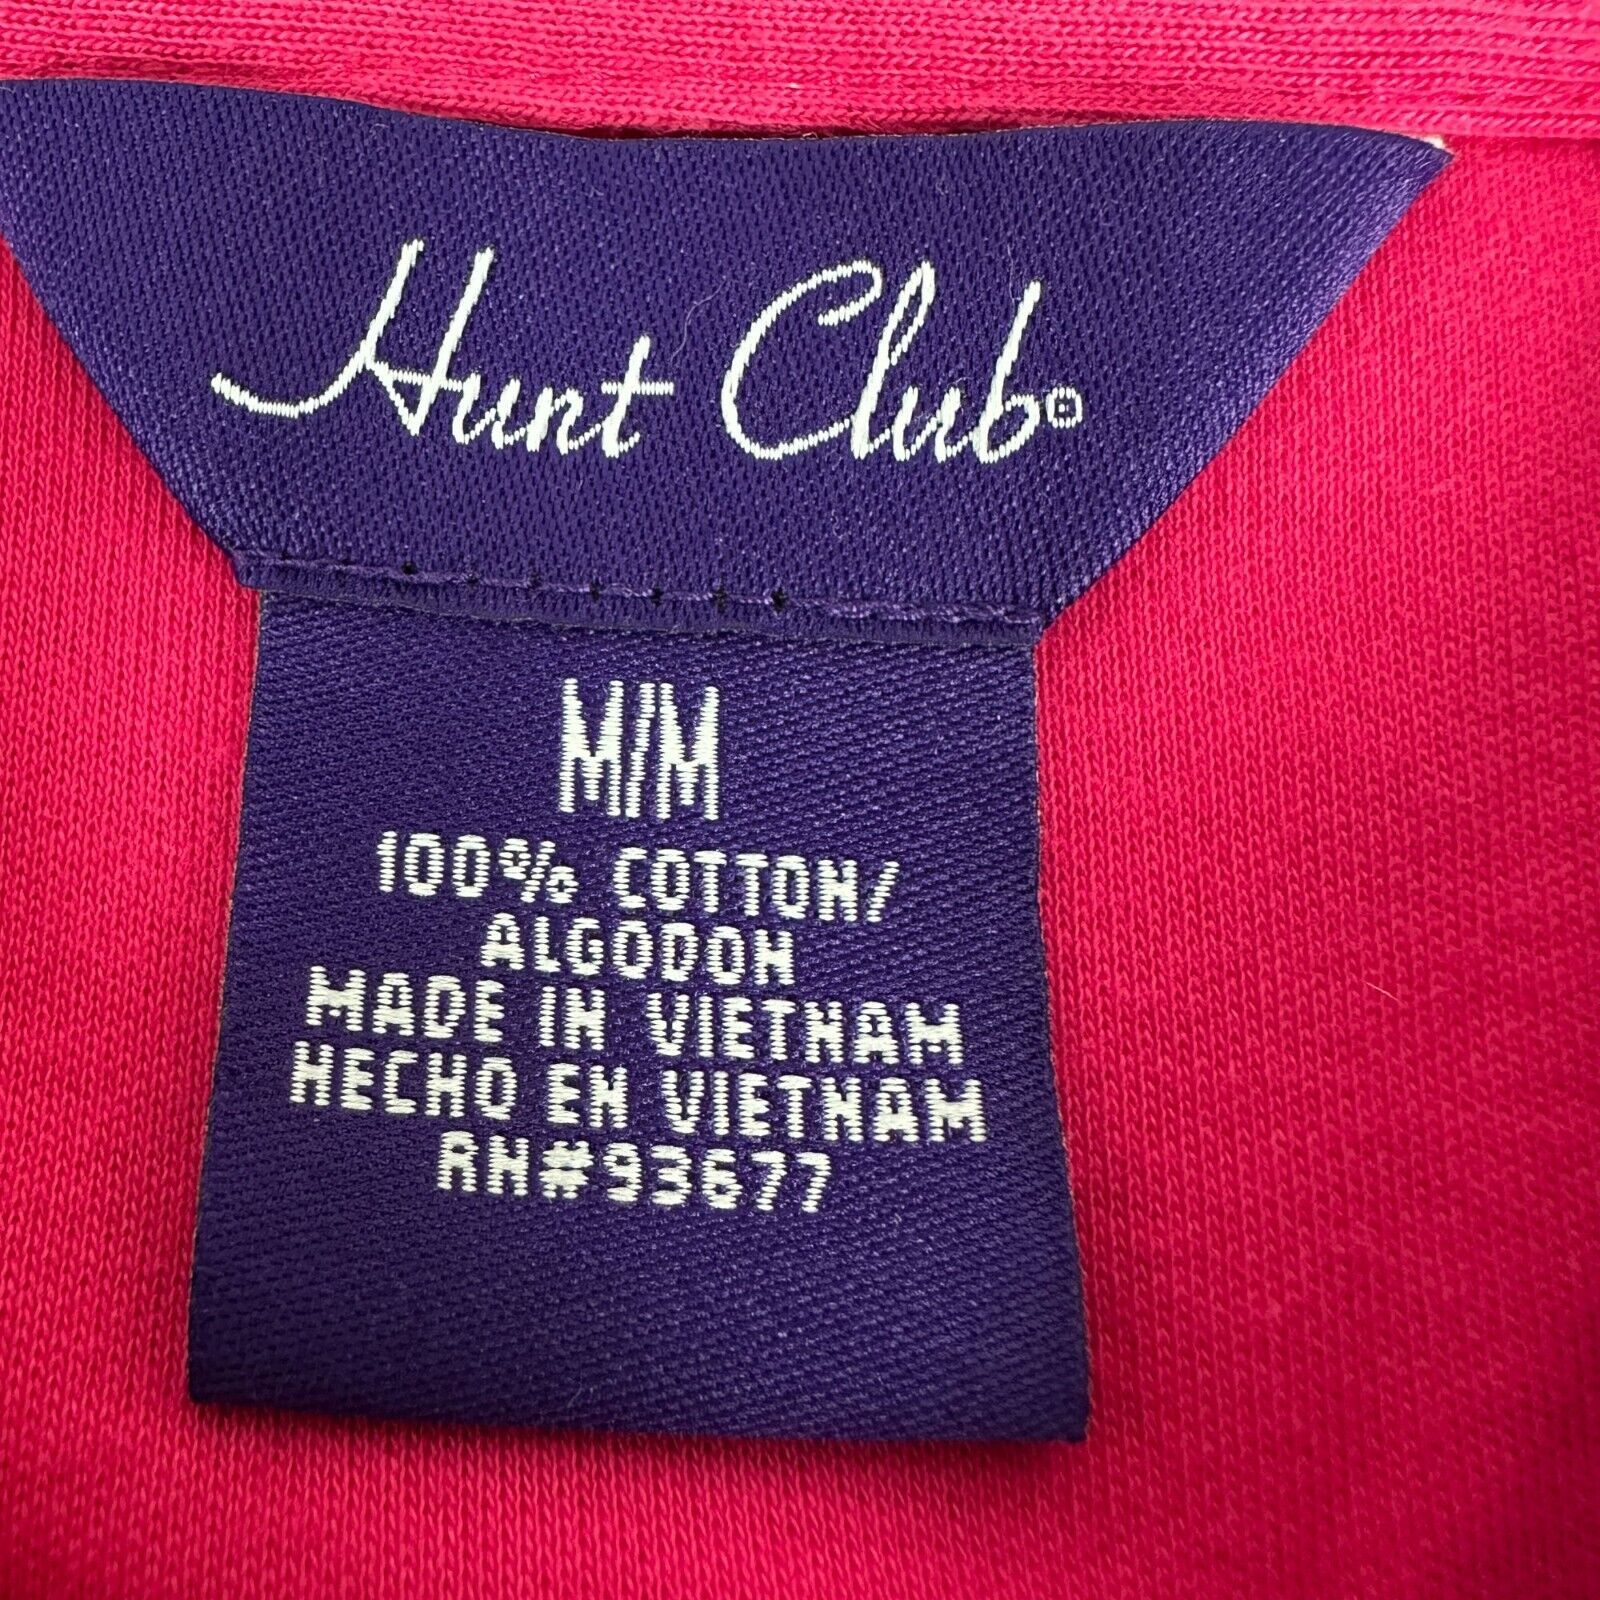 Hunt Club®
M/M
100% COTTON/
ALGODON
MADE IN VIETNAM
HECHO EN VIETNAM
RN#93677